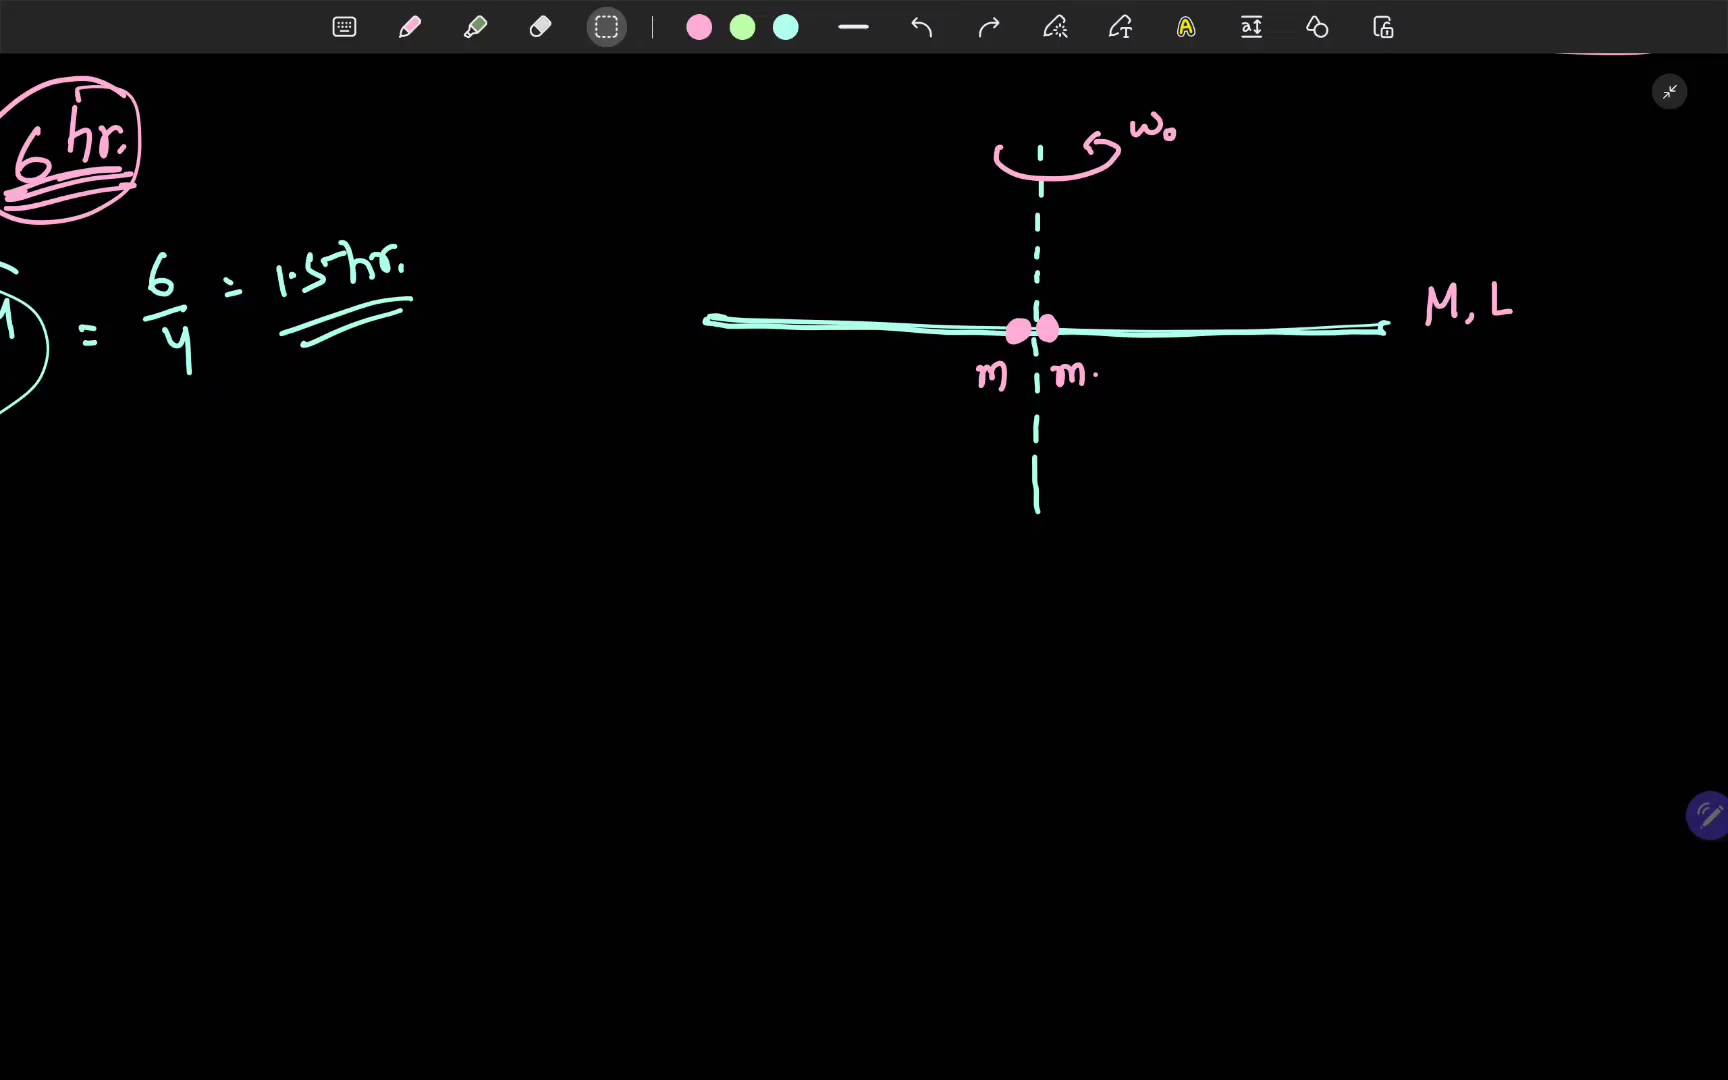 6 hr.
= 6/4 = 1.5 hr.
ω₀
M, L
m m.